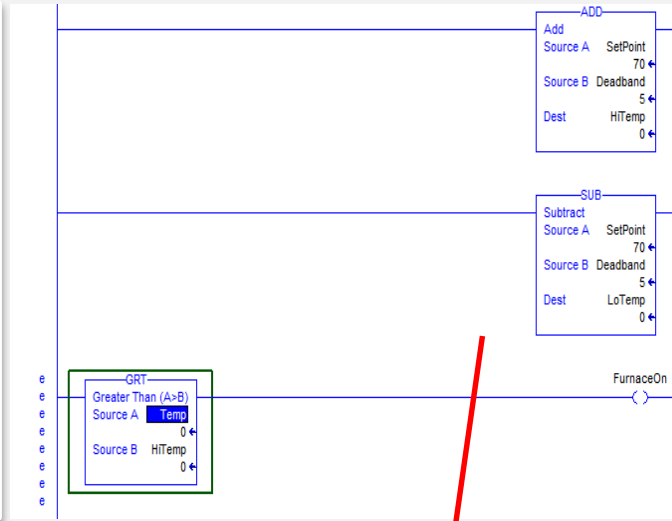 ADD
Add
Source A SetPoint
70
Source B Deadband
5
Dest HiTemp
0
SUB
Subtract
Source A SetPoint
70
Source B Deadband
5
Dest LoTemp
0
e
e
e
e
e
e
e
e
GRT
Greater Than (A>B)
Source A Temp
0
Source B HiTemp
0
FurnaceOn